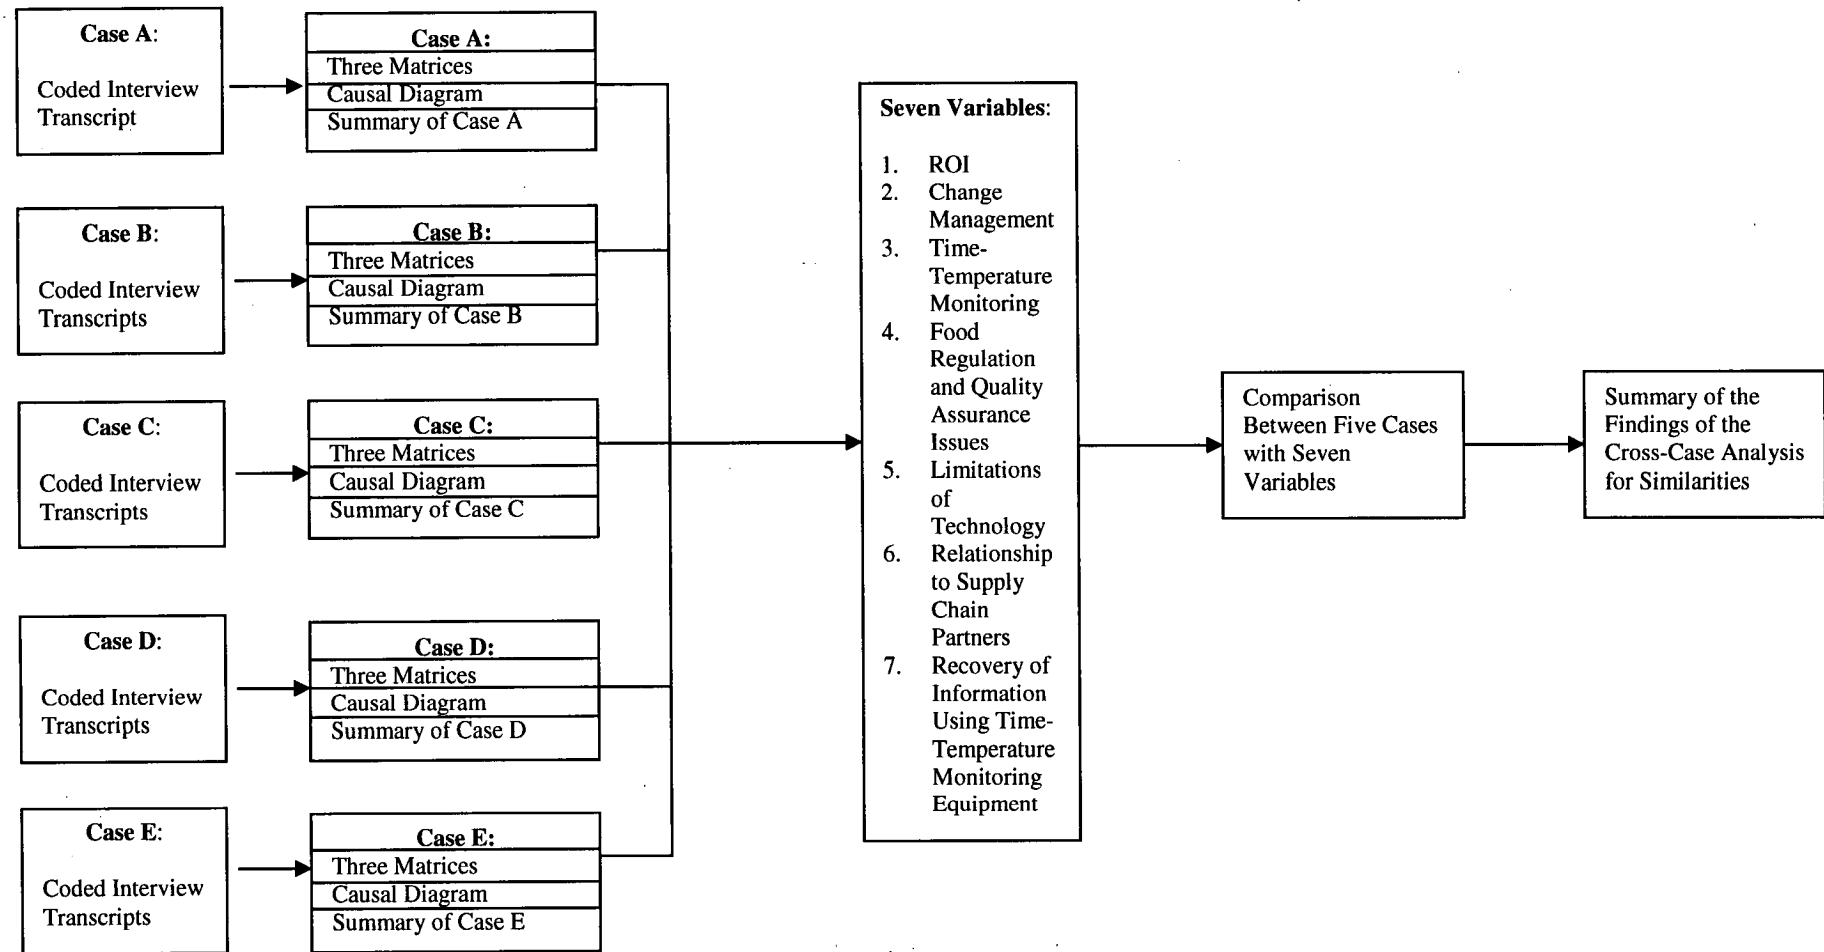 Case A:
Coded Interview
Transcript
Case A:
Three Matrices
Causal Diagram
Summary of Case A
Case B:
Coded Interview
Transcripts
Case B:
Three Matrices
Causal Diagram
Summary of Case B
Case C:
Coded Interview
Transcripts
Case C:
Three Matrices
Causal Diagram
Summary of Case C
Case D:
Coded Interview
Transcripts
Case D:
Three Matrices
Causal Diagram
Summary of Case D
Case E:
Coded Interview
Transcripts
Case E:
Three Matrices
Causal Diagram
Summary of Case E
Seven Variables:
1. ROI
2. Change
Management
3. Time-
Temperature
Monitoring
4. Food
Regulation
and Quality
Assurance
Issues
5. Limitations
of
Technology
6. Relationship
to Supply
Chain
Partners
7. Recovery of
Information
Using Time-
Temperature
Monitoring
Equipment
Comparison
Between Five Cases
with Seven
Variables
Summary of the
Findings of the
Cross-Case Analysis
for Similarities